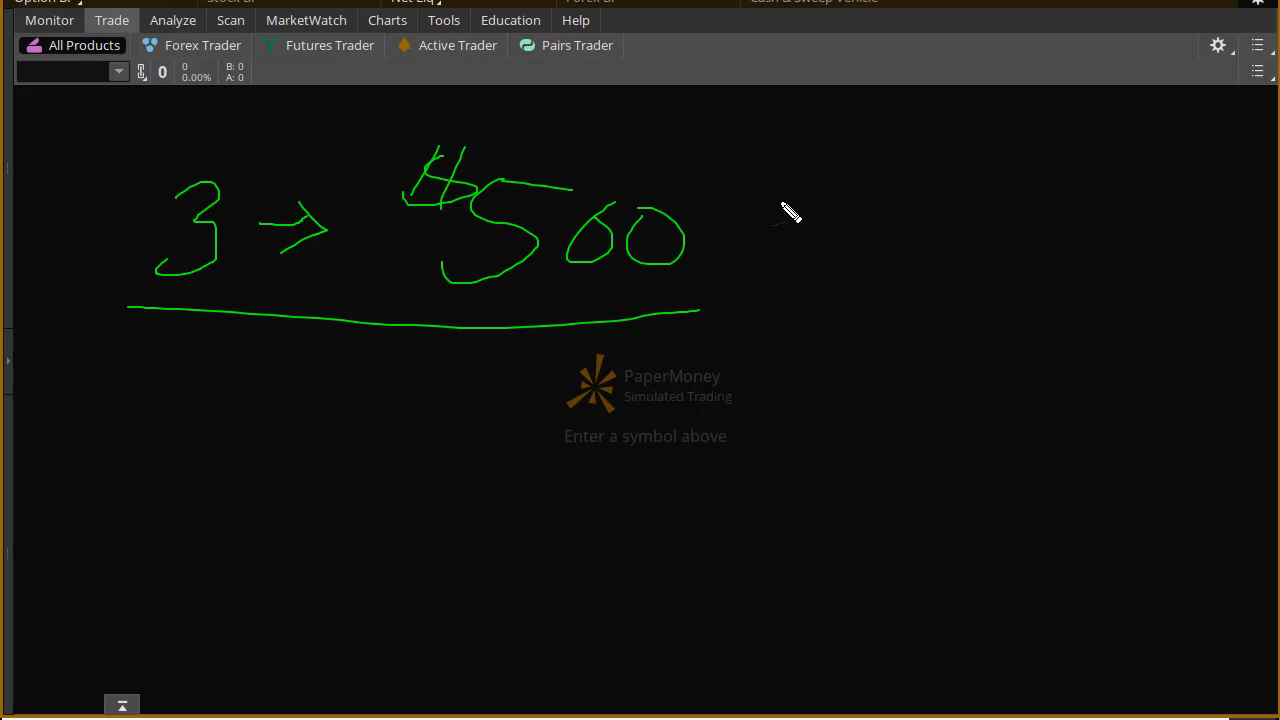 Monitor Trade Analyze Scan MarketWatch Charts Tools Education Help
All Products Forex Trader Futures Trader Active Trader Pairs Trader
0 0 B: 0
0.00% A: 0
3 → $500
PaperMoney
Simulated Trading
Enter a symbol above